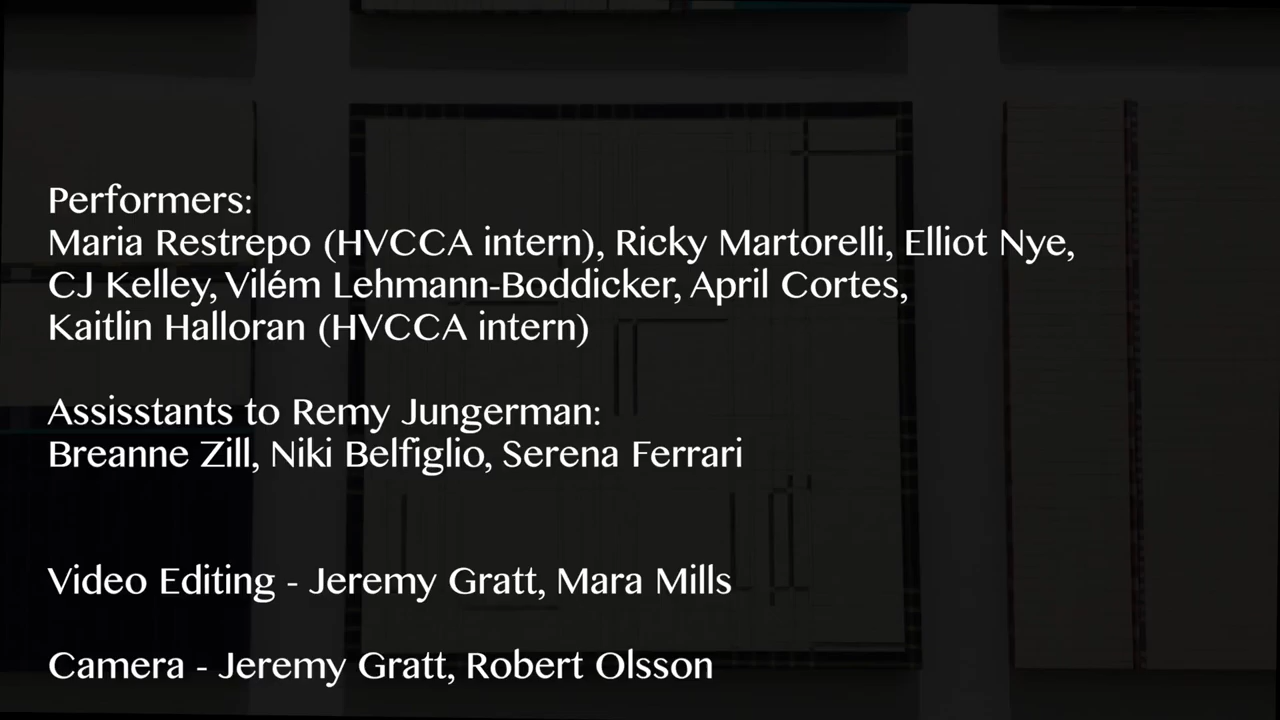 Performers:
Maria Restrepo (HVCCA intern), Ricky Martorelli, Elliot Nye,
CJ Kelley, Vilém Lehmann-Boddicker, April Cortes,
Kaitlin Halloran (HVCCA intern)
Assisstants to Remy Jungerman:
Breanne Zill, Niki Belfiglio, Serena Ferrari
Video Editing - Jeremy Gratt, Mara Mills
Camera - Jeremy Gratt, Robert Olsson